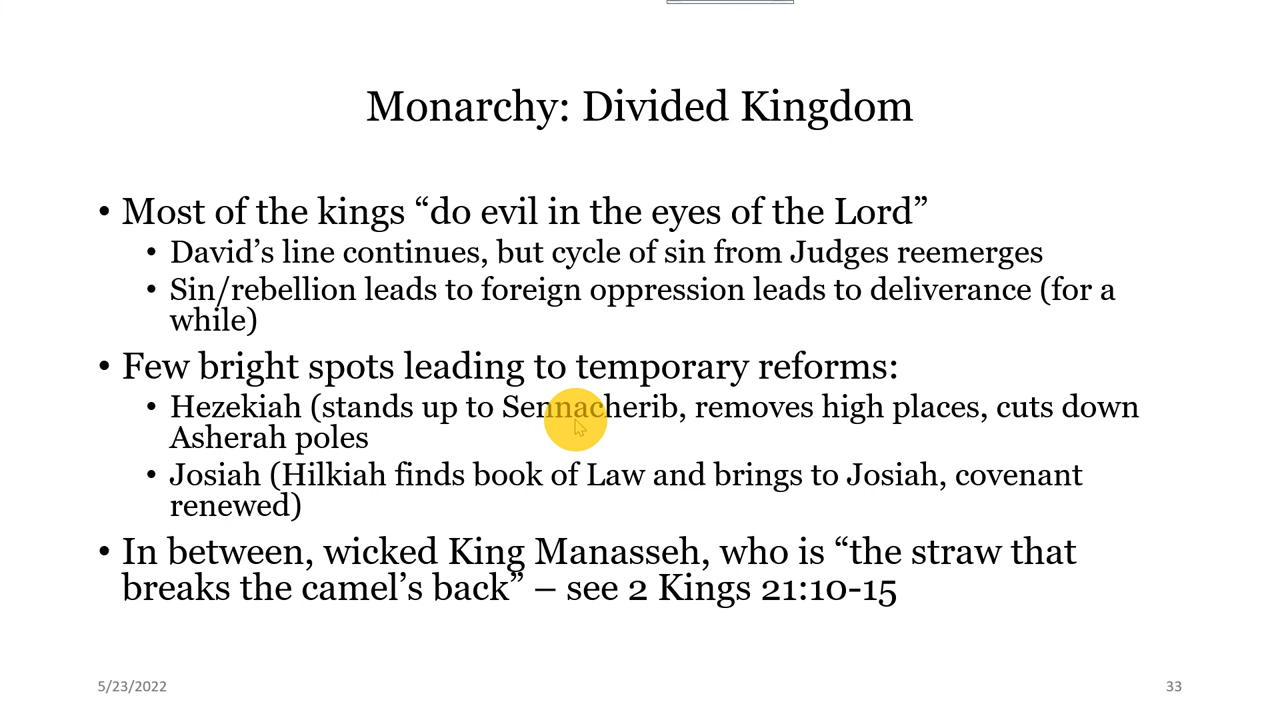 Monarchy: Divided Kingdom
• Most of the kings “do evil in the eyes of the Lord”
• David’s line continues, but cycle of sin from Judges reemerges
• Sin/rebellion leads to foreign oppression leads to deliverance (for a
while)
• Few bright spots leading to temporary reforms:
• Hezekiah (stands up to Sennacherib, removes high places, cuts down
Asherah poles
• Josiah (Hilkiah finds book of Law and brings to Josiah, covenant
renewed)
• In between, wicked King Manasseh, who is “the straw that
breaks the camel’s back” – see 2 Kings 21:10-15
5/23/2022
33